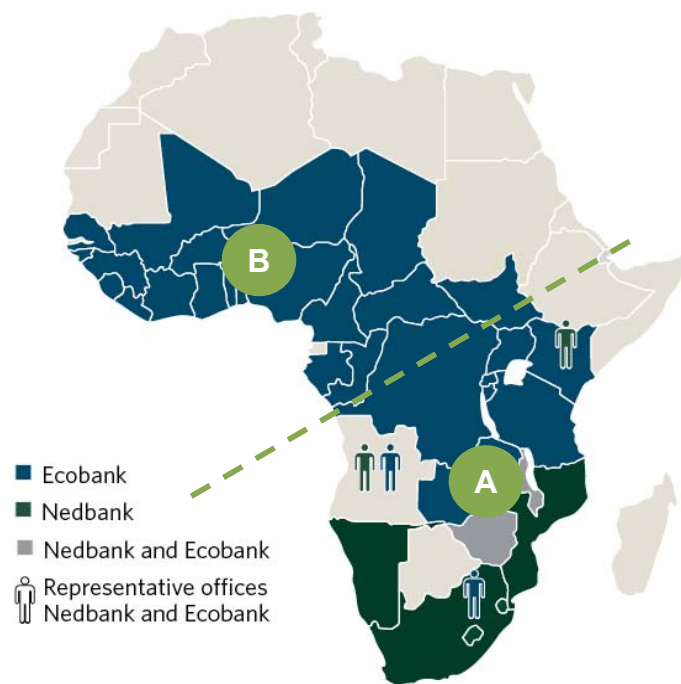 B
A
Ecobank
Nedbank
Nedbank and Ecobank
Representative offices
Nedbank and Ecobank